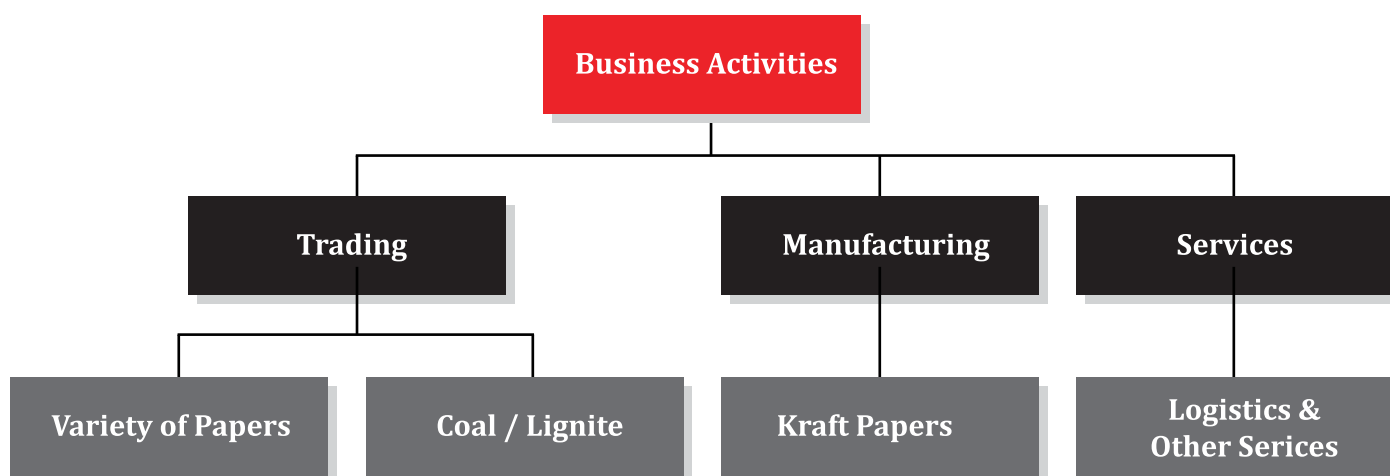 Business Activities
Trading
Manufacturing
Services
Variety of Papers
Coal / Lignite
Kraft Papers
Logistics &
Other Serices